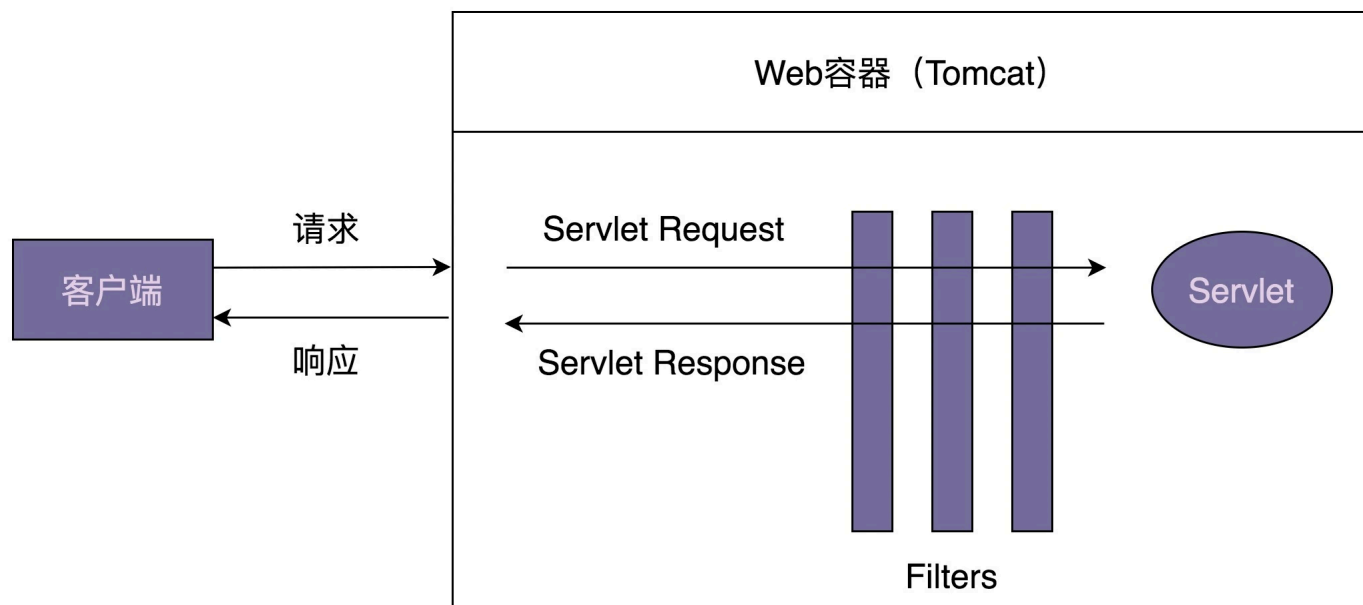 Web容器（Tomcat）
请求
Servlet Request
客户端
Servlet
响应
Servlet Response
Filters